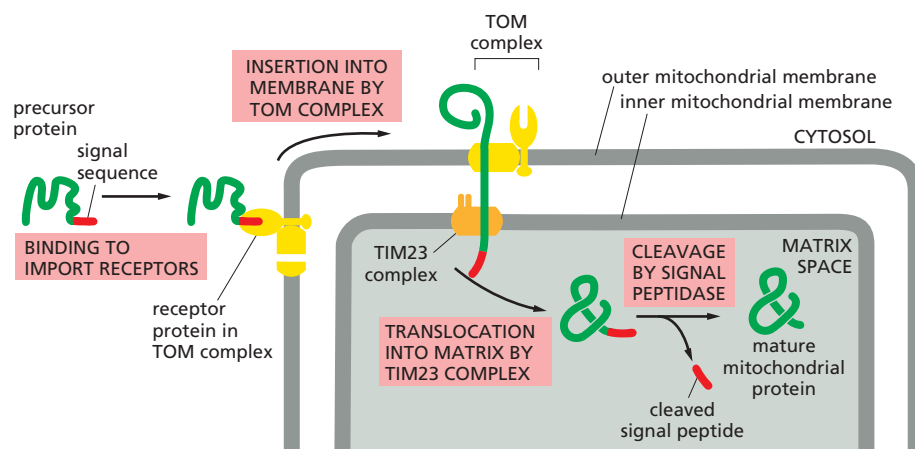 TOM
complex
INSERTION INTO
MEMBRANE BY
TOM COMPLEX
outer mitochondrial membrane
inner mitochondrial membrane
precursor
protein
signal
sequence
CYTOSOL
BINDING TO
IMPORT RECEPTORS
receptor
protein in
TOM complex
TIM23
complex
TRANSLOCATION
INTO MATRIX BY
TIM23 COMPLEX
CLEAVAGE
BY SIGNAL
PEPTIDASE
MATRIX
SPACE
mature
mitochondrial
protein
cleaved
signal peptide